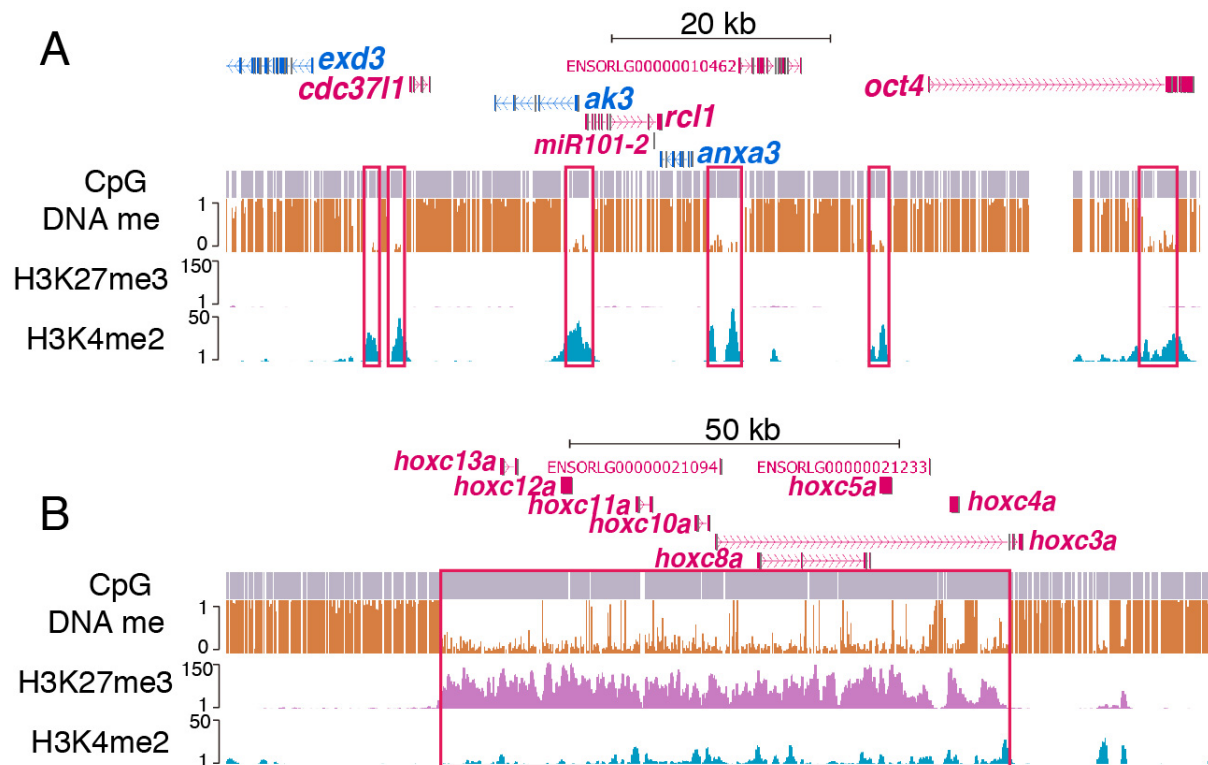 A
20 kb
exd3
ENSORLG00000010462
cdc37l1
oct4
ak3
rcl1
miR101-2
anxa3
CpG
DNA me
1
0
H3K27me3
150
1
H3K4me2
50
1
B
50 kb
hoxc13a
ENSORLG00000021094
ENSORLG00000021233
hoxc12a
hoxc5a
hoxc11a
hoxc4a
hoxc10a
hoxc3a
hoxc8a
CpG
DNA me
1
0
H3K27me3
150
1
H3K4me2
50
1